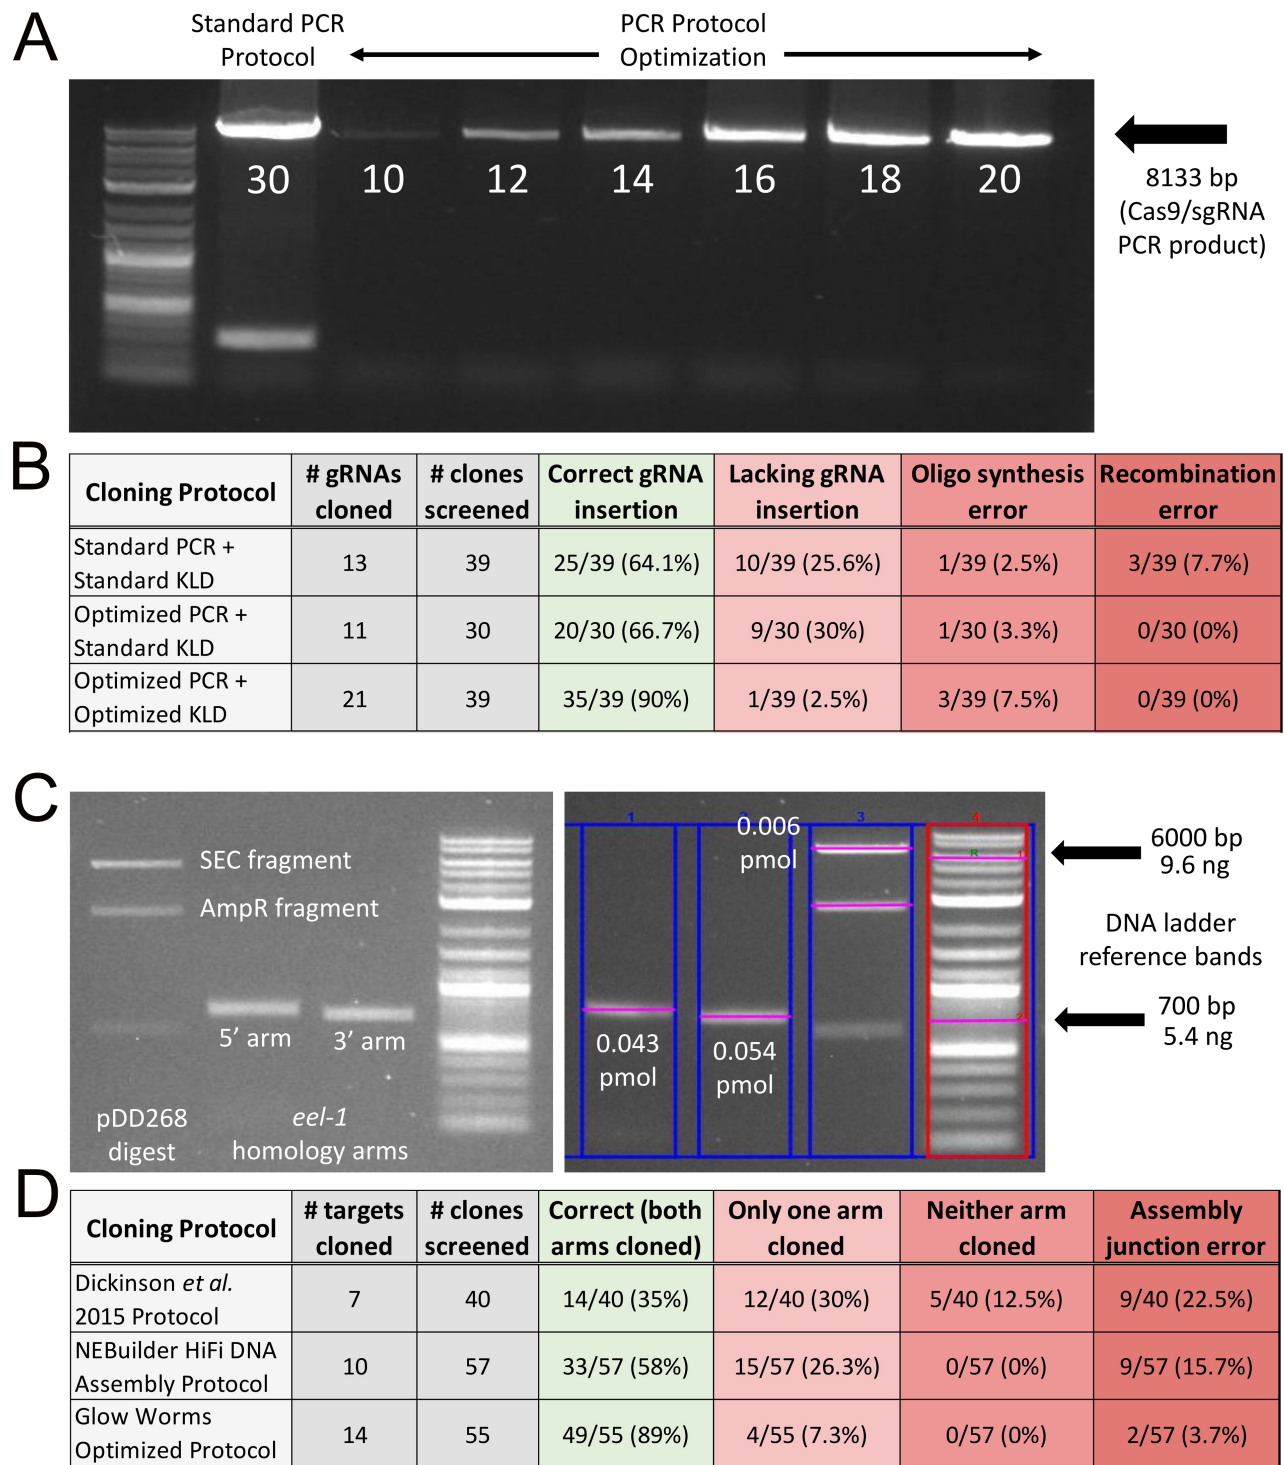 A
Standard PCR
Protocol
PCR Protocol
Optimization
30
10
12
14
16
18
20
8133 bp
(Cas9/sgRNA
PCR product)
B
Cloning Protocol
# gRNAs
cloned
# clones
screened
Correct gRNA
insertion
Lacking gRNA
insertion
Oligo synthesis
error
Recombination
error
Standard PCR +
Standard KLD
13
39
25/39 (64.1%)
10/39 (25.6%)
1/39 (2.5%)
3/39 (7.7%)
Optimized PCR +
Standard KLD
11
30
20/30 (66.7%)
9/30 (30%)
1/30 (3.3%)
0/30 (0%)
Optimized PCR +
Optimized KLD
21
39
35/39 (90%)
1/39 (2.5%)
3/39 (7.5%)
0/39 (0%)
C
SEC fragment
AmpR fragment
5’ arm
3’ arm
pDD268
digest
eel-1
homology arms
1
3
4
0.006
pmol
R
1
2
0.043
pmol
0.054
pmol
6000 bp
9.6 ng
DNA ladder
reference bands
700 bp
5.4 ng
D
Cloning Protocol
# targets
cloned
# clones
screened
Correct (both
arms cloned)
Only one arm
cloned
Neither arm
cloned
Assembly
junction error
Dickinson et al.
2015 Protocol
7
40
14/40 (35%)
12/40 (30%)
5/40 (12.5%)
9/40 (22.5%)
NEBuilder HiFi DNA
Assembly Protocol
10
57
33/57 (58%)
15/57 (26.3%)
0/57 (0%)
9/57 (15.7%)
Glow Worms
Optimized Protocol
14
55
49/55 (89%)
4/55 (7.3%)
0/57 (0%)
2/57 (3.7%)